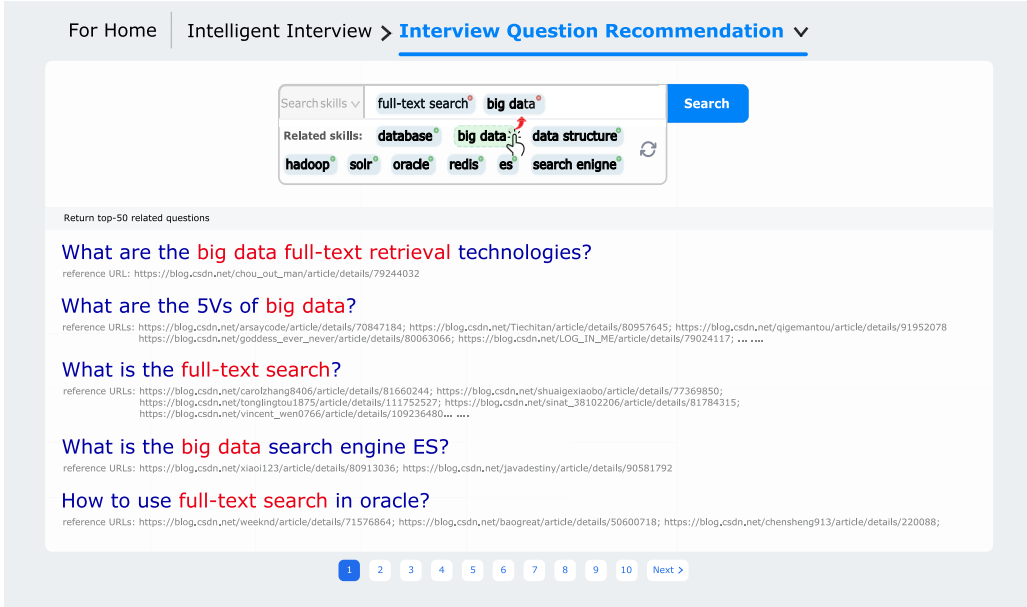 For Home Intelligent Interview > Interview Question Recommendation
Search skills full-text search big data Search
Related skills: database big data data structure
hadoop solr oracle redis es search enigne
Return top-50 related questions
What are the big data full-text retrieval technologies?
reference URL: https://blog.csdn.net/chou_out_man/article/details/79244032
What are the 5Vs of big data?
reference URLs: https://blog.csdn.net/arsaycode/article/details/70847184; https://blog.csdn.net/Tiechitan/article/details/80957645; https://blog.csdn.net/qigemantou/article/details/91952078
https://blog.csdn.net/goddess_ever_never/article/details/80063066; https://blog.csdn.net/LOG_IN_ME/article/details/79024117; ... ....
What is the full-text search?
reference URLs: https://blog.csdn.net/carolzhang8406/article/details/81660244; https://blog.csdn.net/shuaigexiaobo/article/details/77369850;
https://blog.csdn.net/tonglingtou1875/article/details/111752527; https://blog.csdn.net/sinat_38102206/article/details/81784315;
https://blog.csdn.net/vincent_wen0766/article/details/109236480... ....
What is the big data search engine ES?
reference URLs: https://blog.csdn.net/xiaoi123/article/details/80913036; https://blog.csdn.net/javadestiny/article/details/90581792
How to use full-text search in oracle?
reference URLs: https://blog.csdn.net/weeknd/article/details/71576864; https://blog.csdn.net/baogreat/article/details/50600718; https://blog.csdn.net/chensheng913/article/details/220088;
1 2 3 4 5 6 7 8 9 10 Next >